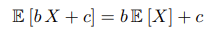 𝔼 [b X + c] = b 𝔼 [X] + c